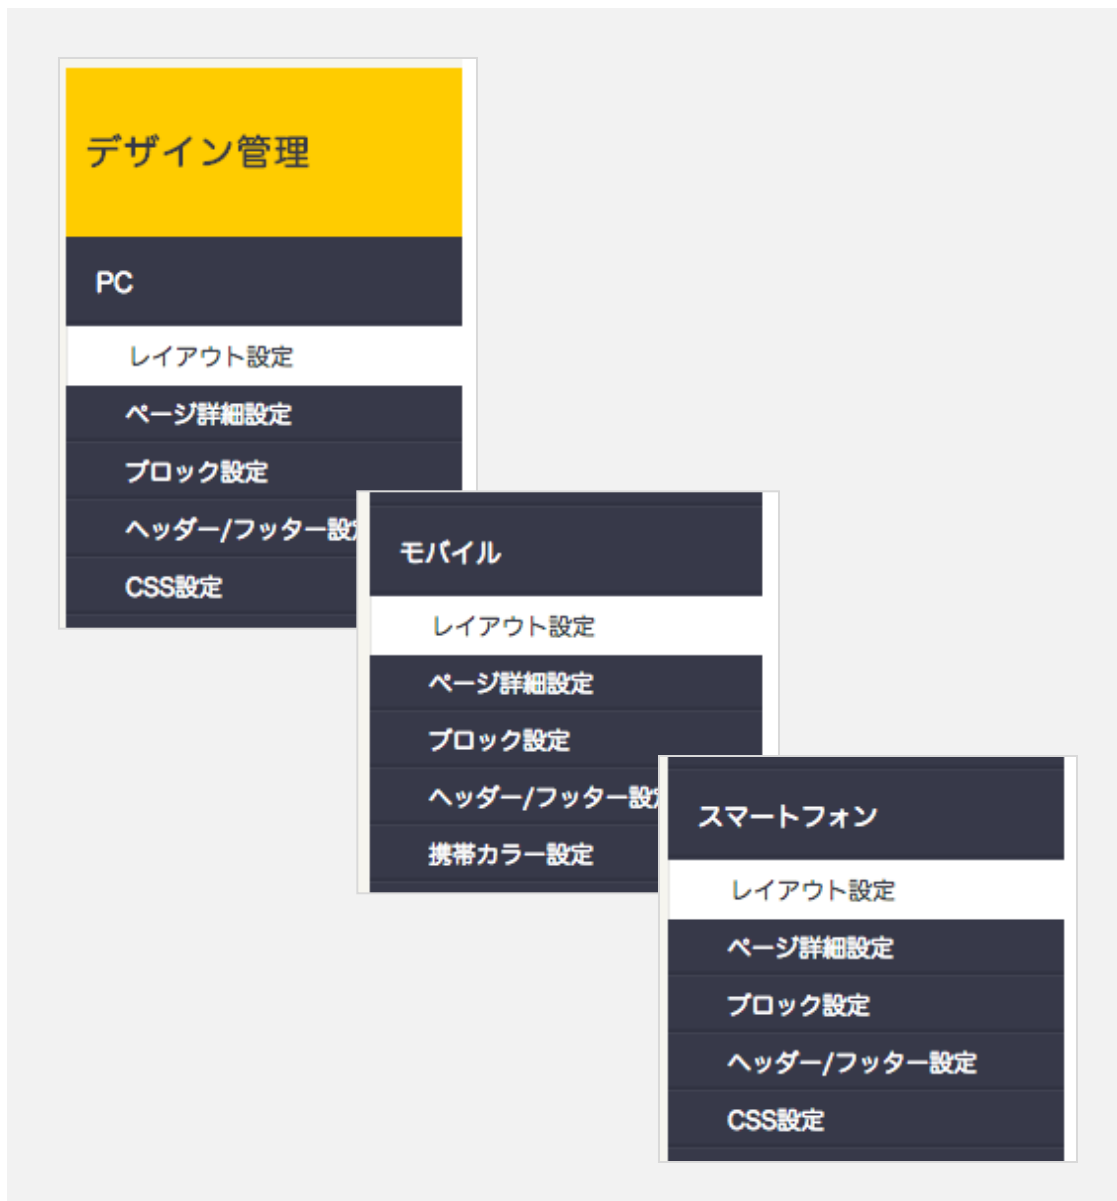 デザイン管理
PC
レイアウト設定
ページ詳細設定
ブロック設定
ヘッダー/フッター設
CSS設定
モバイル
レイアウト設定
ページ詳細設定
ブロック設定
ヘッダー/フッター設
携帯カラー設定
スマートフォン
レイアウト設定
ページ詳細設定
ブロック設定
ヘッダー/フッター設定
CSS設定